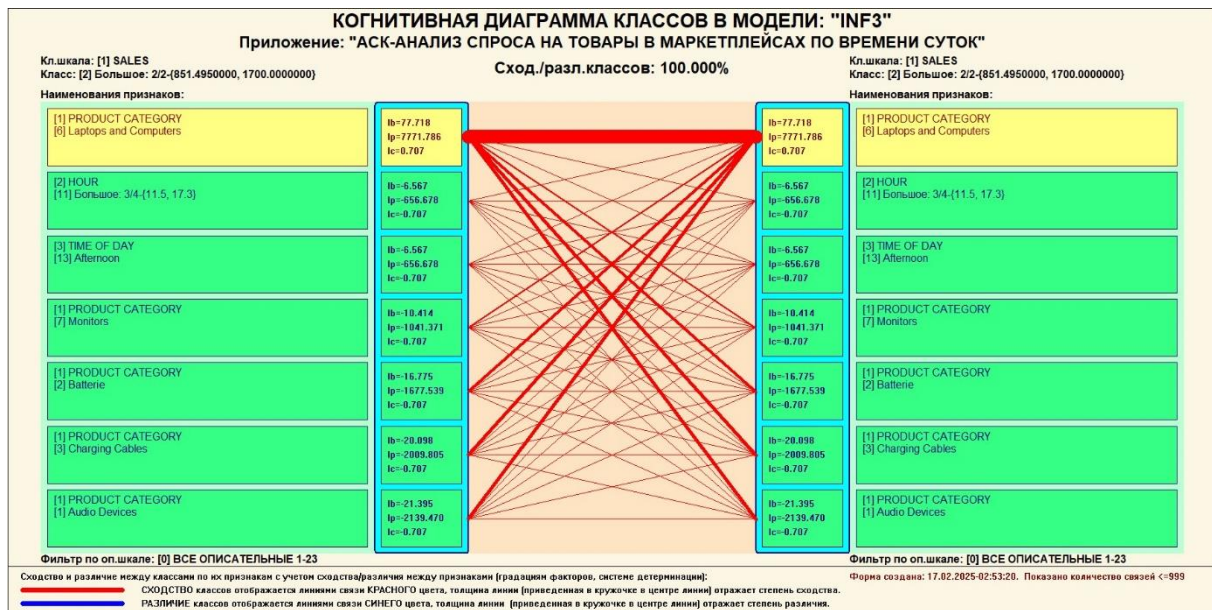 КОГНИТИВНАЯ ДИАГРАММА КЛАССОВ В МОДЕЛИ: "INF3"
Приложение: "АСК-АНАЛИЗ СПРОСА НА ТОВАРЫ В МАРКЕТПЛЕЙСАХ ПО ВРЕМЕНИ СУТОК"
Кл.шкала: [1] SALES
Класс: [2] Большое: 2/2-{851.4950000, 1700.0000000}
Наименования признаков:
Сход./разл.классов: 100.000%
Кл.шкала: [1] SALES
Класс: [2] Большое: 2/2-{851.4950000, 1700.0000000}
Наименования признаков:
[1] PRODUCT CATEGORY
[6] Laptops and Computers
Ib=77.718
Ip=7771.786
Ic=0.707
Ib=77.718
Ip=7771.786
Ic=0.707
[1] PRODUCT CATEGORY
[6] Laptops and Computers
[2] HOUR
[11] Большое: 3/4-{11.5, 17.3}
Ib=-6.567
Ip=-656.678
Ic=-0.707
Ib=-6.567
Ip=-656.678
Ic=-0.707
[2] HOUR
[11] Большое: 3/4-{11.5, 17.3}
[3] TIME OF DAY
[13] Afternoon
Ib=-6.567
Ip=-656.678
Ic=-0.707
Ib=-6.567
Ip=-656.678
Ic=-0.707
[3] TIME OF DAY
[13] Afternoon
[1] PRODUCT CATEGORY
[7] Monitors
Ib=-10.414
Ip=-1041.371
Ic=-0.707
Ib=-10.414
Ip=-1041.371
Ic=-0.707
[1] PRODUCT CATEGORY
[7] Monitors
[1] PRODUCT CATEGORY
[2] Batterie
Ib=-16.775
Ip=-1677.539
Ic=-0.707
Ib=-16.775
Ip=-1677.539
Ic=-0.707
[1] PRODUCT CATEGORY
[2] Batterie
[1] PRODUCT CATEGORY
[3] Charging Cables
Ib=-20.098
Ip=-2009.805
Ic=-0.707
Ib=-20.098
Ip=-2009.805
Ic=-0.707
[1] PRODUCT CATEGORY
[3] Charging Cables
[1] PRODUCT CATEGORY
[1] Audio Devices
Ib=-21.395
Ip=-2139.470
Ic=-0.707
Ib=-21.395
Ip=-2139.470
Ic=-0.707
[1] PRODUCT CATEGORY
[1] Audio Devices
Фильтр по оп.шкале: [0] ВСЕ ОПИСАТЕЛЬНЫЕ 1-23
Фильтр по оп.шкале: [0] ВСЕ ОПИСАТЕЛЬНЫЕ 1-23
Сходство и различие между классами по их признакам с учетом сходства/различия между признаками (градациям факторов, системе детерминации):
Форма создана: 17.02.2025-02:53:20. Показано количество связей <=999
СХОДСТВО классов отображается линиями связи КРАСНОГО цвета, толщина линии (приведенная в кружочке в центре линии) отражает степень сходства.
РАЗЛИЧИЕ классов отображается линиями связи СИНЕГО цвета, толщина линии (приведенная в кружочке в центре линии) отражает степень различия.